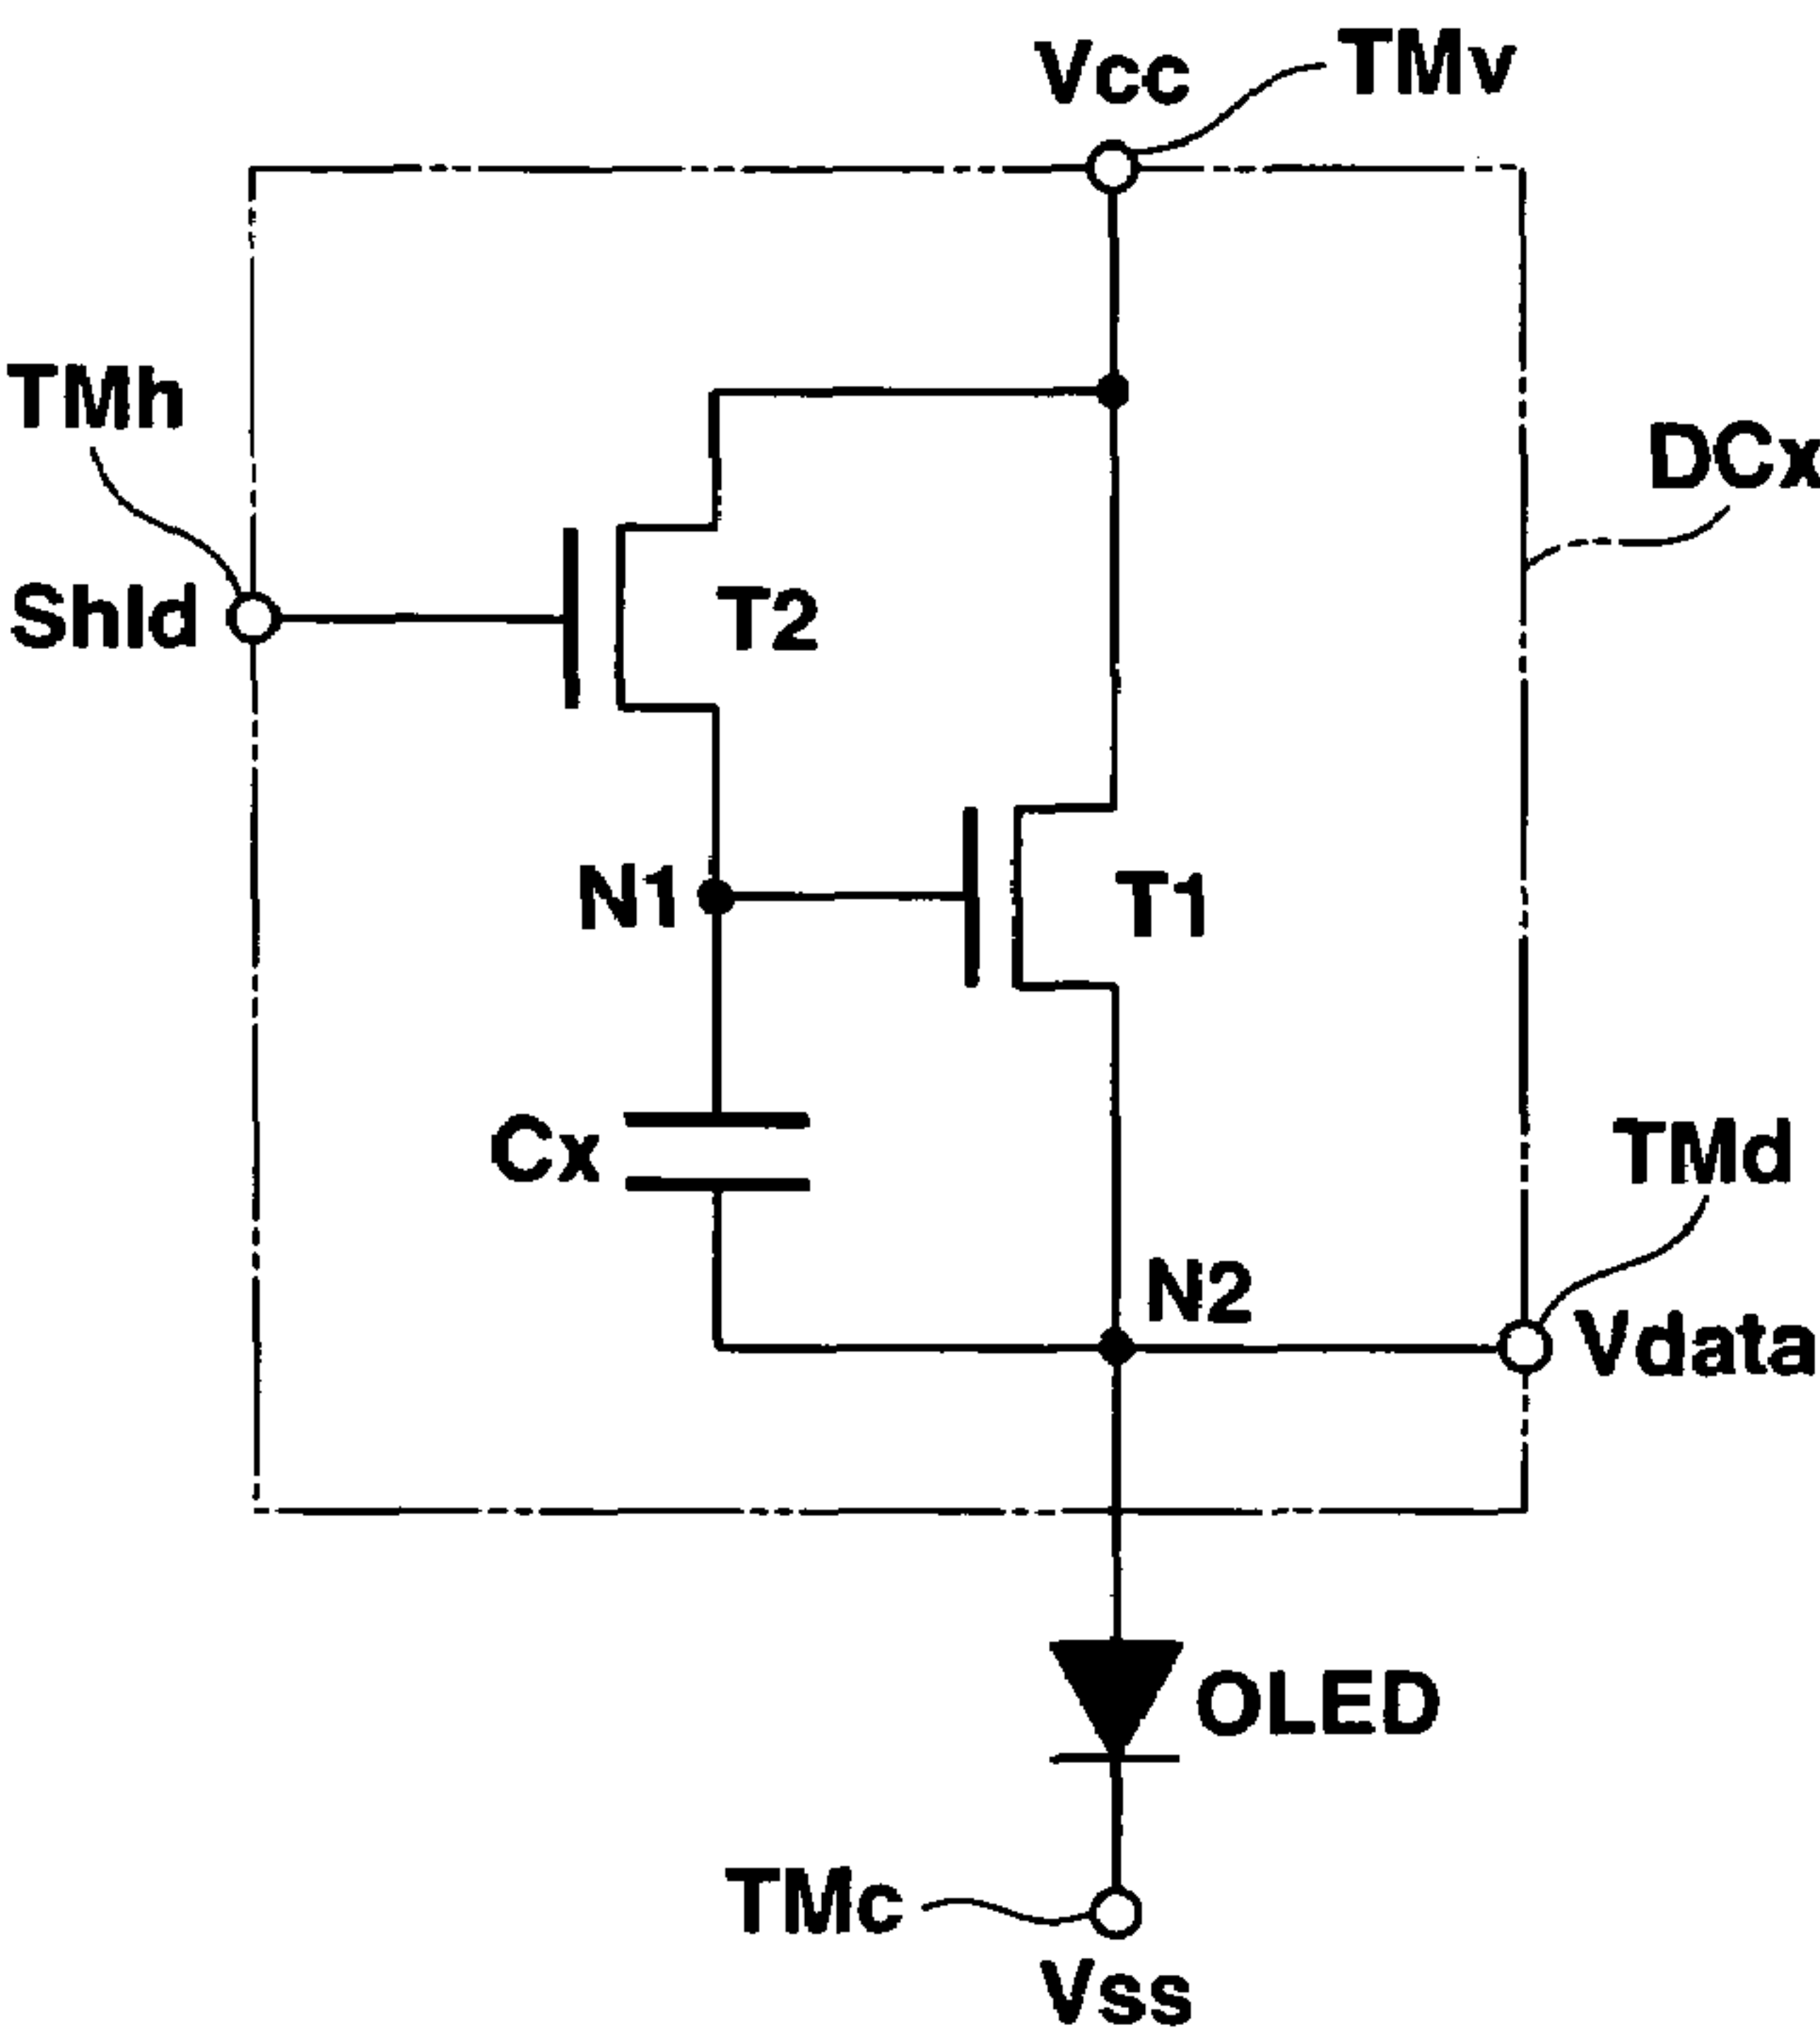 Vcc
TMv
TMh
DCx
Shld
T2
N1
T1
Cx
TMd
N2
Vdata
OLED
TMc
Vss